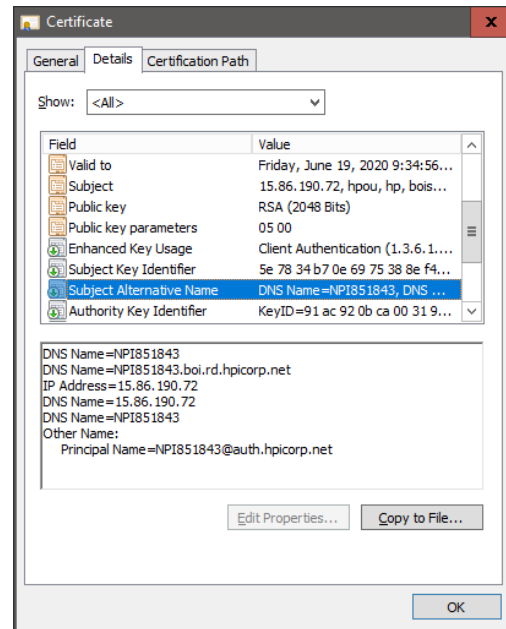 Certificate
x
General Details Certification Path
Show: <All>
Field Value
Valid to Friday, June 19, 2020 9:34:56...
Subject 15.86.190.72, hpou, hp, bois...
Public key RSA (2048 Bits)
Public key parameters 05 00
Enhanced Key Usage Client Authentication (1.3.6.1....
Subject Key Identifier 5e 78 34 b7 0e 69 75 38 8e f4...
Subject Alternative Name DNS Name=NPI851843, DNS ...
Authority Key Identifier KeyID=91 ac 92 0b ca 00 31 9...
DNS Name=NPI851843
DNS Name=NPI851843.boi.rd.hpicorp.net
IP Address=15.86.190.72
DNS Name=15.86.190.72
DNS Name=NPI851843
Other Name:
Principal Name=NPI851843@auth.hpicorp.net
Edit Properties... Copy to File...
OK